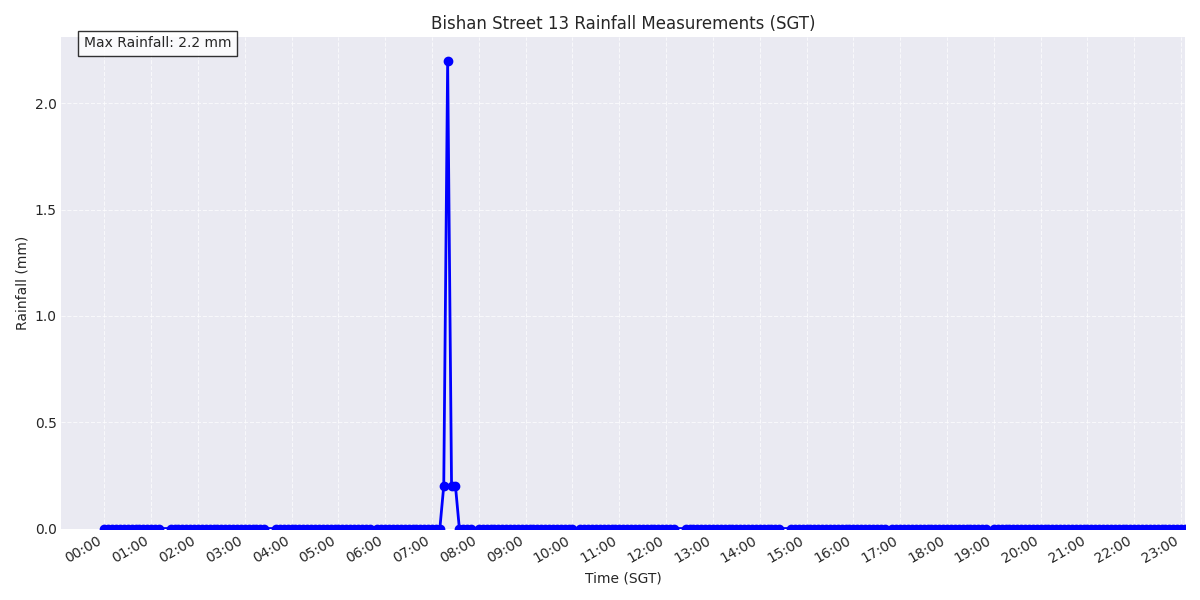 Bishan Street 13 Rainfall Measurements (SGT)
Max Rainfall: 2.2 mm
2.0
1.5
1.0
0.5
0.0
Rainfall (mm)
00:00 01:00 02:00 03:00 04:00 05:00 06:00 07:00 08:00 09:00 10:00 11:00 12:00 13:00 14:00 15:00 16:00 17:00 18:00 19:00 20:00 21:00 22:00 23:00
Time (SGT)